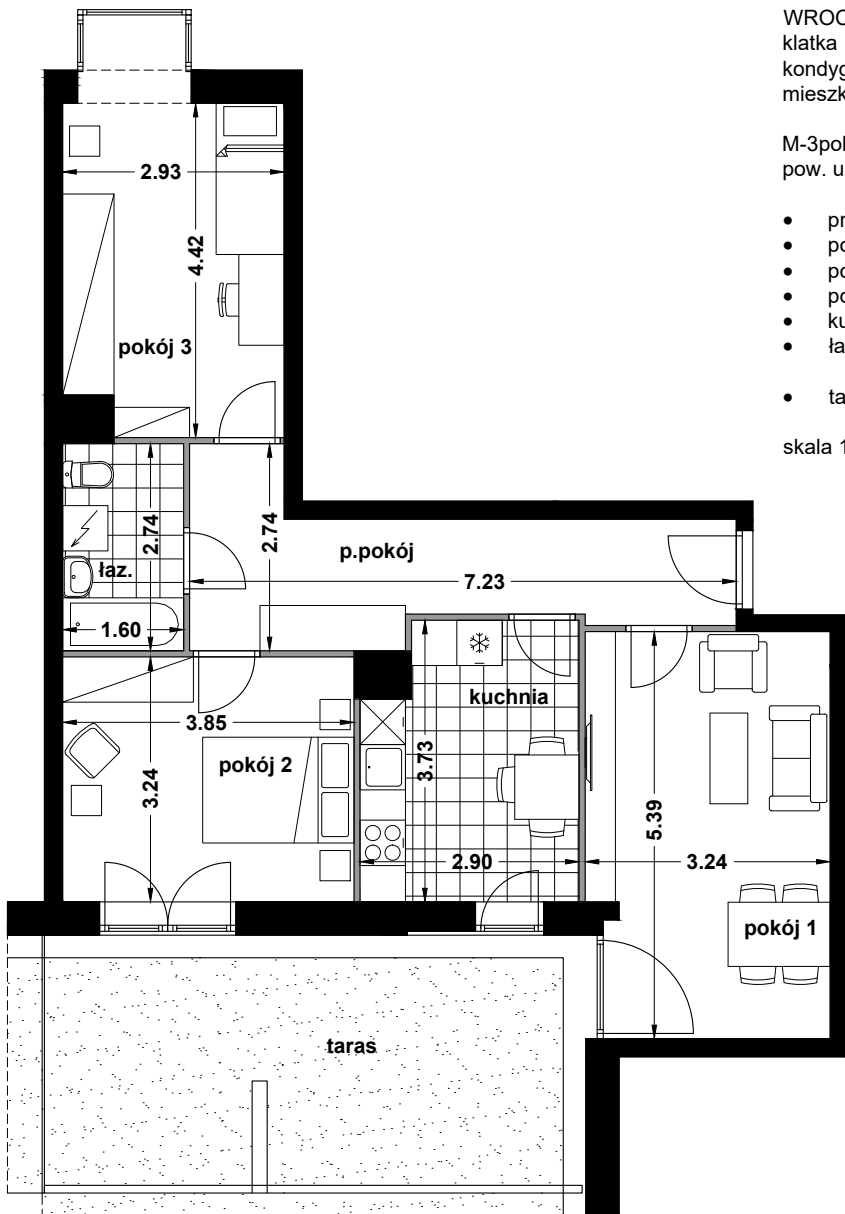 WROC
klatka
kondyg
mieszk
M-3pok
pow. u
• pr
• po
• po
• po
• ku
• ła
• ta
skala 1
2.93
4.42
pokój 3
2.74
2.74
p.pokój
7.23
łaz.
1.60
kuchnia
3.85
pokój 2
3.24
3.73
5.39
2.90
3.24
pokój 1
taras